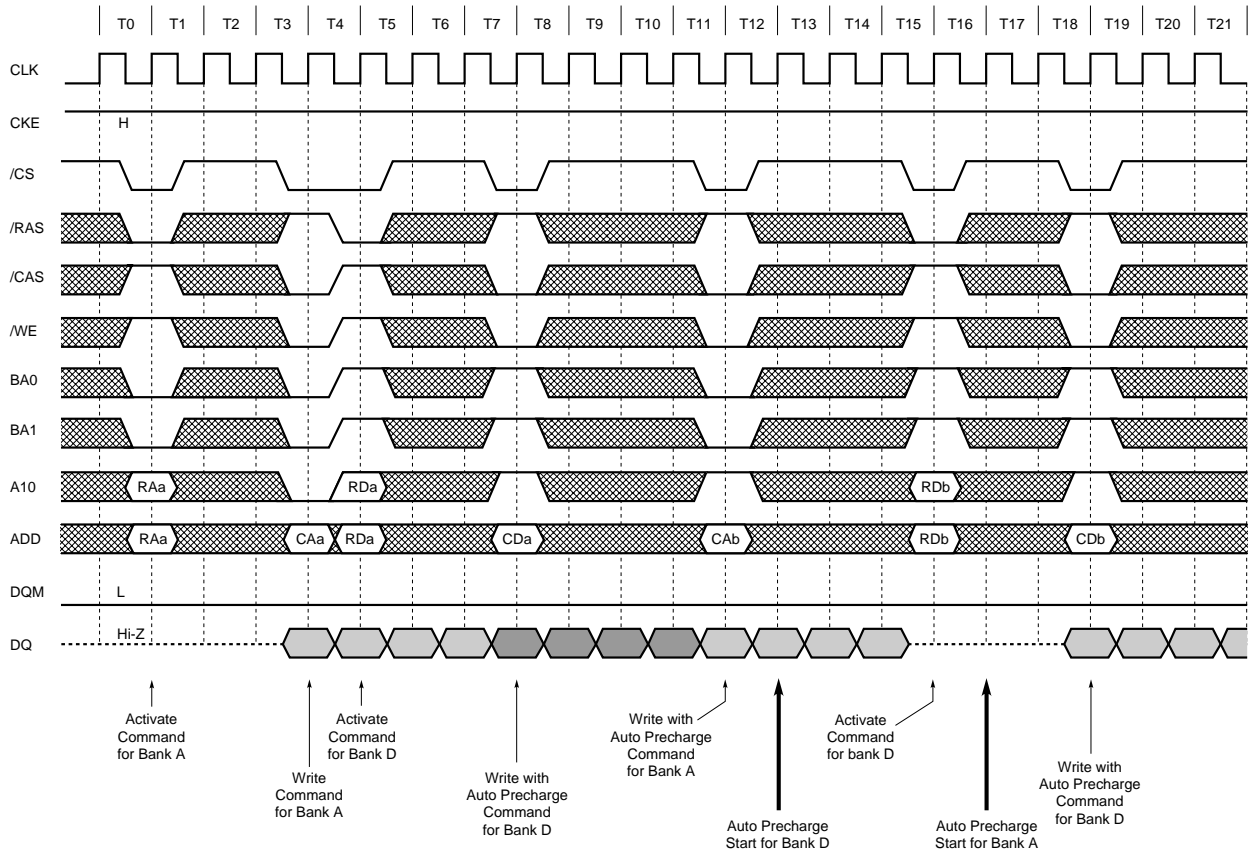 T0 T1 T2 T3 T4 T5 T6 T7 T8 T9 T10 T11 T12 T13 T14 T15 T16 T17 T18 T19 T20 T21
CLK
CKE H
/CS
/RAS
/CAS
/WE
BA0
BA1
A10 RAa RDa RDb
ADD RAa CAa RDa CDa CAb RDb CDb
DQM L
DQ Hi-Z
Activate
Command
for Bank A
Write
Command
for Bank A
Activate
Command
for Bank D
Write with
Auto Precharge
Command
for Bank D
Write with
Auto Precharge
Command
for Bank A
Auto Precharge
Start for Bank D
Activate
Command
for bank D
Auto Precharge
Start for Bank A
Write with
Auto Precharge
Command
for Bank D